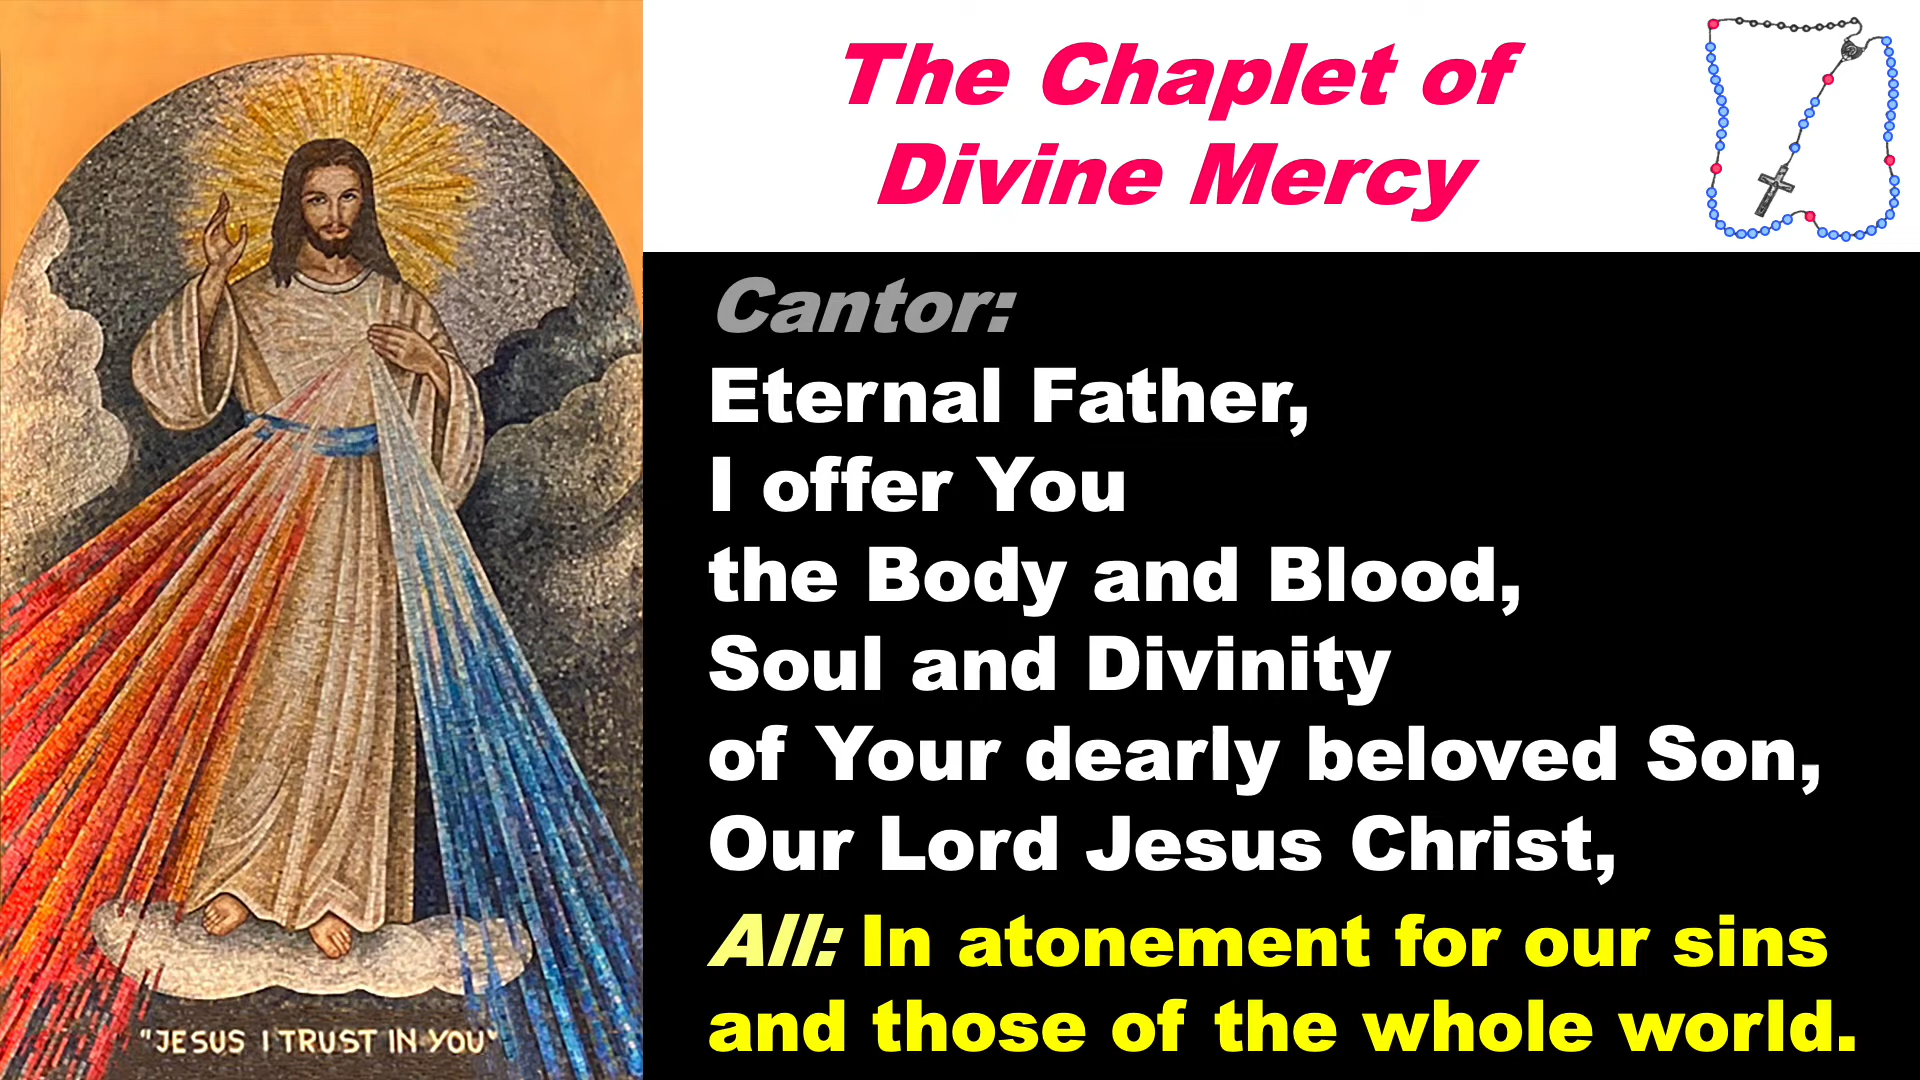 The Chaplet of
Divine Mercy
Cantor:
Eternal Father,
I offer You
the Body and Blood,
Soul and Divinity
of Your dearly beloved Son,
Our Lord Jesus Christ,
All: In atonement for our sins
and those of the whole world.
"JESUS I TRUST IN YOU"